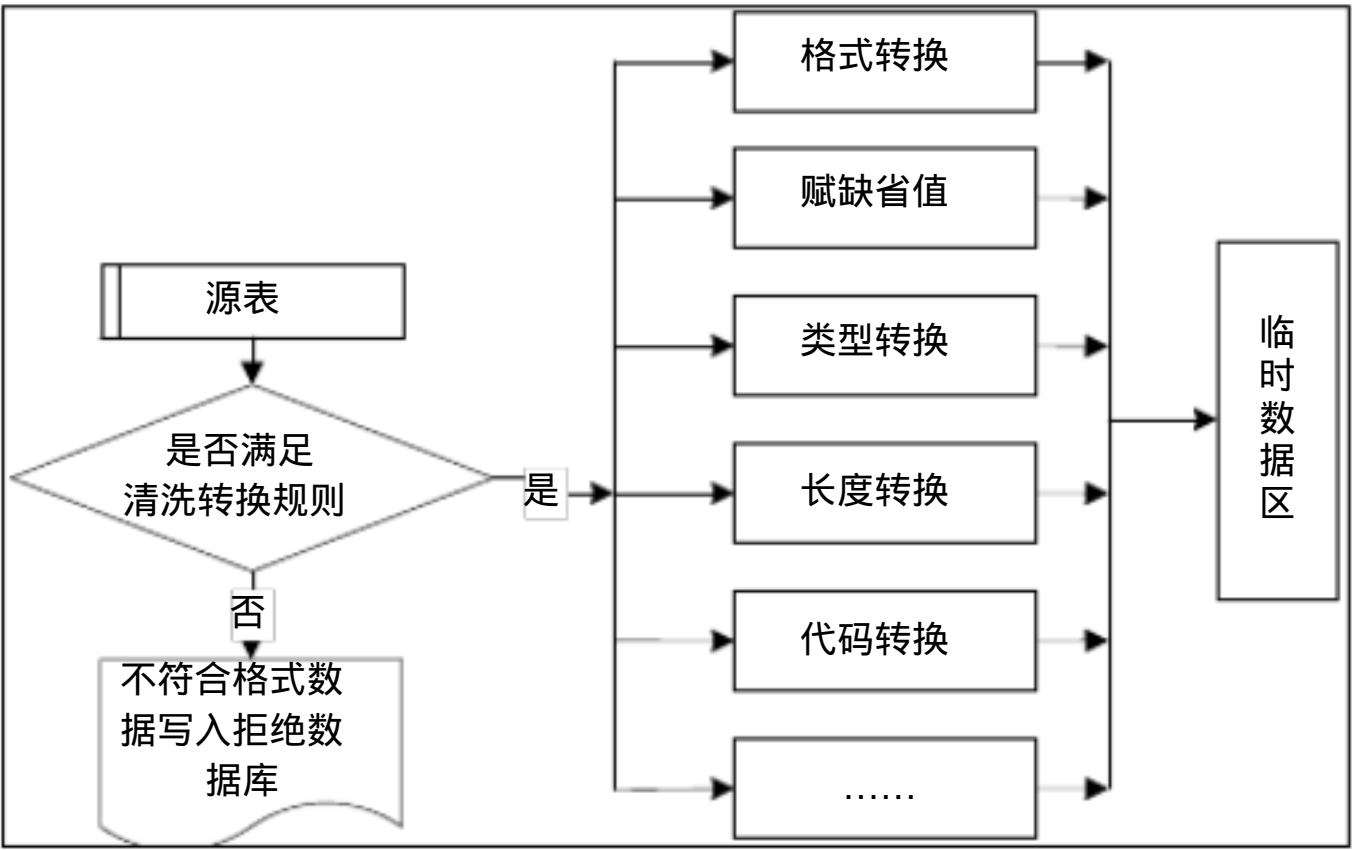 源表
是否满足
清洗转换规则
是
否
不符合格式数
据写入拒绝数
据库
格式转换
赋缺省值
类型转换
长度转换
代码转换
......
临
时
数
据
区